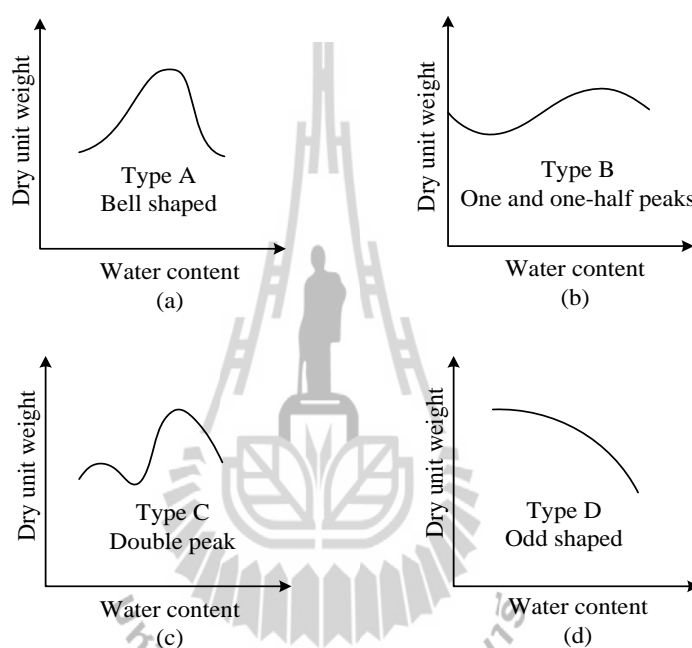 Dry unit weight
Type A
Bell shaped
Water content
(a)
Dry unit weight
Type B
One and one-half peaks
Water content
(b)
Dry unit weight
Type C
Double peak
Water content
(c)
Dry unit weight
Type D
Odd shaped
Water content
(d)